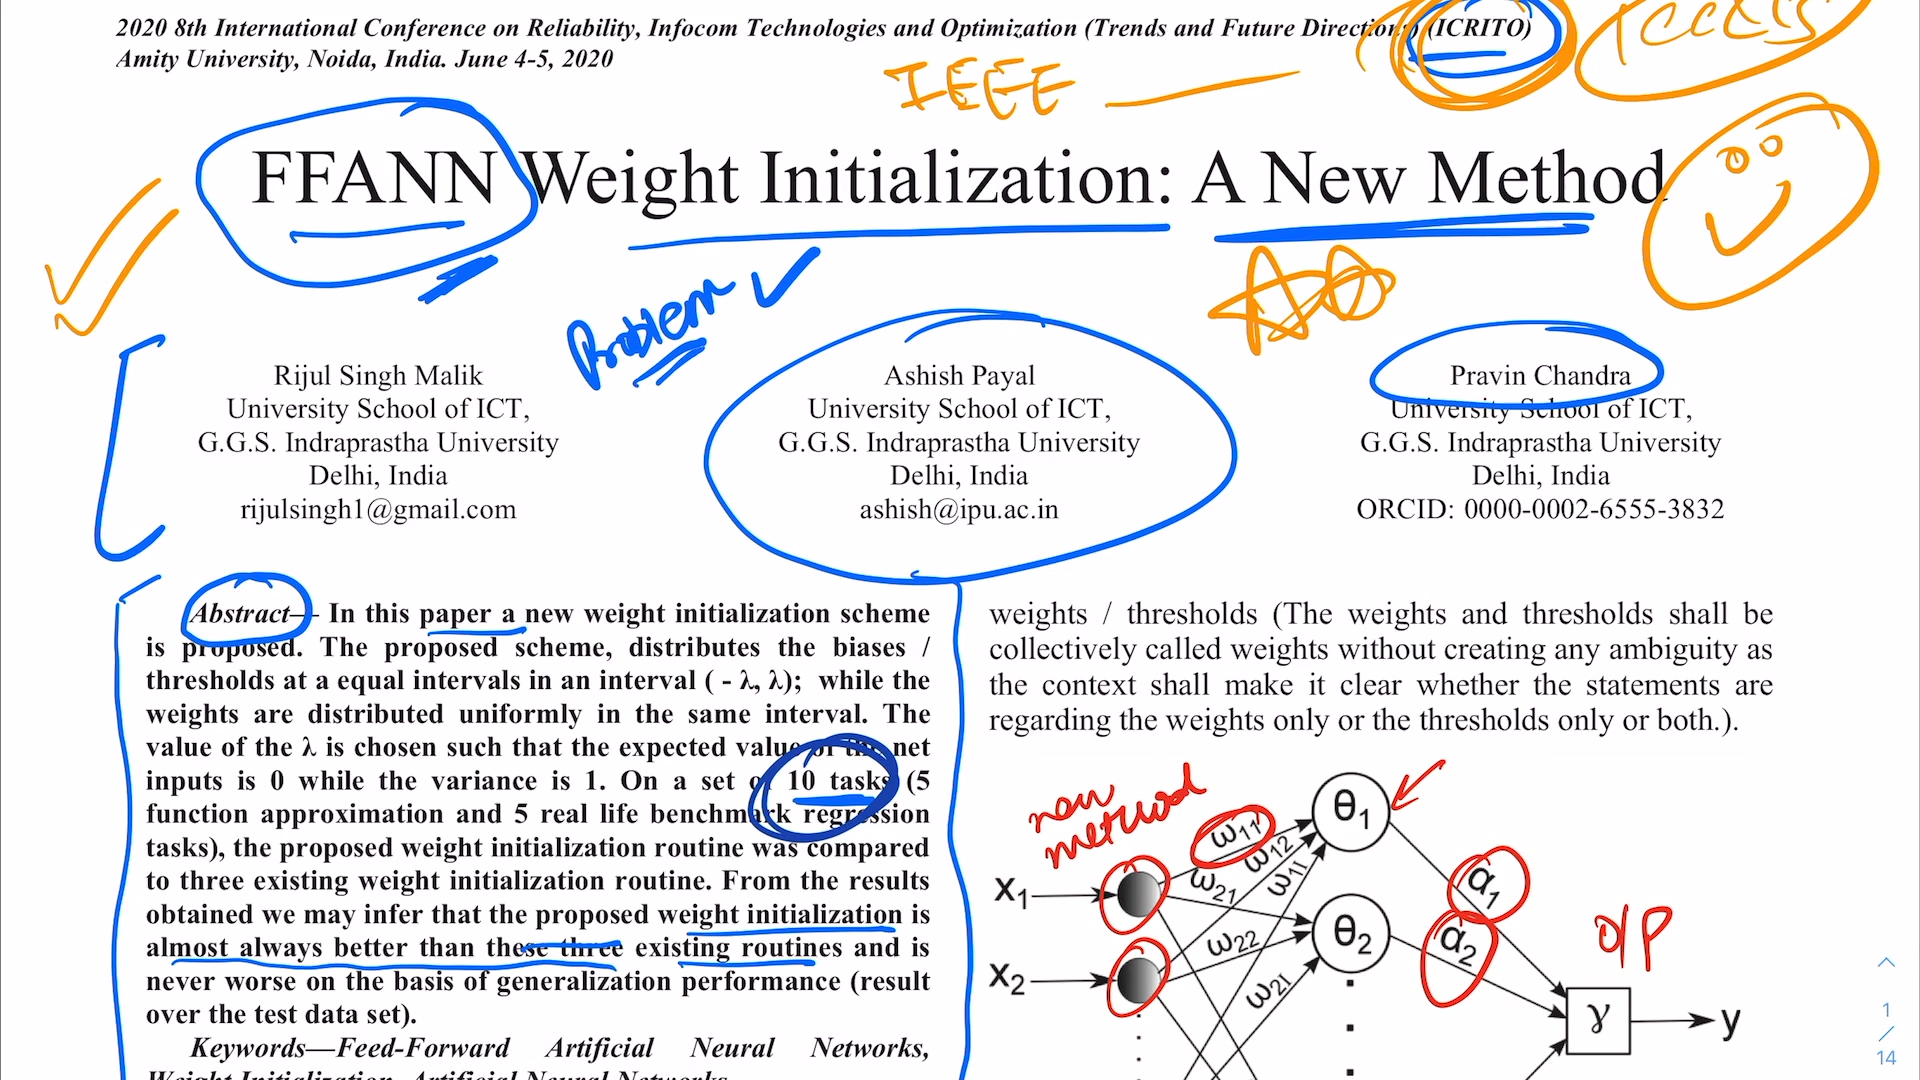 2020 8th International Conference on Reliability, Infocom Technologies and Optimization (Trends and Future Directions) (ICRITO)
Amity University, Noida, India. June 4-5, 2020
IEEE
FFANN Weight Initialization: A New Method
Problem
Rijul Singh Malik
University School of ICT,
G.G.S. Indraprastha University
Delhi, India
rijulsingh1@gmail.com
Ashish Payal
University School of ICT,
G.G.S. Indraprastha University
Delhi, India
ashish@ipu.ac.in
Pravin Chandra
University School of ICT,
G.G.S. Indraprastha University
Delhi, India
ORCID: 0000-0002-6555-3832
Abstract— In this paper a new weight initialization scheme
is proposed. The proposed scheme, distributes the biases /
thresholds at a equal intervals in an interval ( - λ, λ); while the
weights are distributed uniformly in the same interval. The
value of the λ is chosen such that the expected value of the net
inputs is 0 while the variance is 1. On a set of 10 tasks (5
function approximation and 5 real life benchmark regression
tasks), the proposed weight initialization routine was compared
to three existing weight initialization routine. From the results
obtained we may infer that the proposed weight initialization is
almost always better than these three existing routines and is
never worse on the basis of generalization performance (result
over the test data set).
Keywords—Feed-Forward Artificial Neural Networks,
Weight Initialization, Artificial Neural Networks
weights / thresholds (The weights and thresholds shall be
collectively called weights without creating any ambiguity as
the context shall make it clear whether the statements are
regarding the weights only or the thresholds only or both.).
new
method
x1
x2
ω11
ω12
ω1I
ω21
ω22
ω2I
θ1
θ2
α1
α2
o/p
γ
y
1
/
14